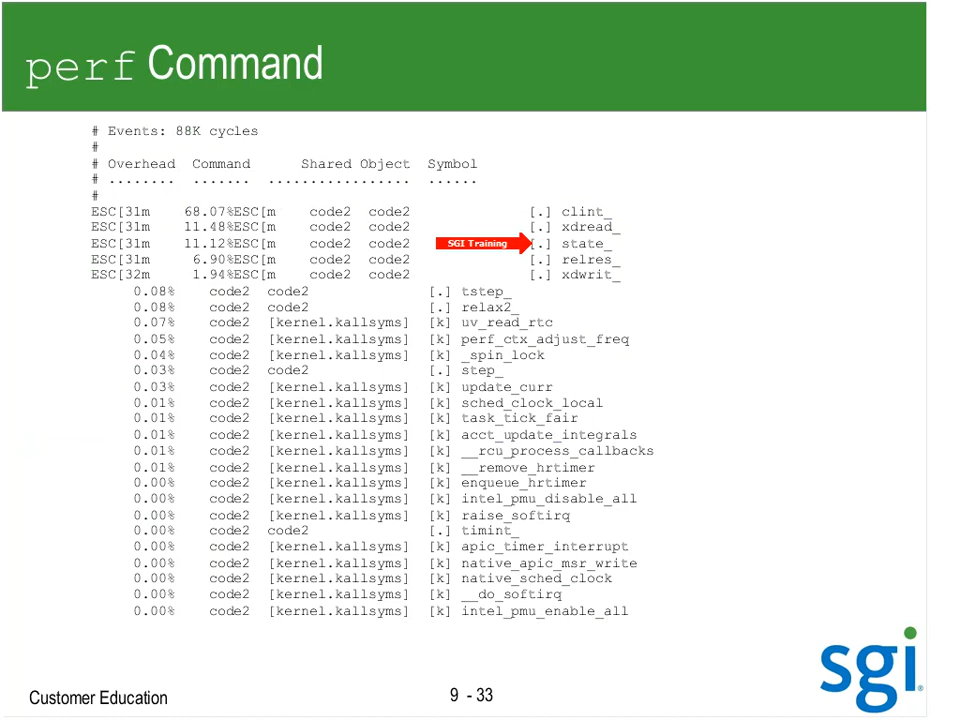 perf Command
# Events: 88K cycles
#
# Overhead Command Shared Object Symbol
# ........ ....... ................. ......
#
ESC[31m 68.07%ESC[m code2 code2 [.] clint_
ESC[31m 11.48%ESC[m code2 code2 [.] xdread_
ESC[31m 11.12%ESC[m code2 code2 SGI Training [.] state_
ESC[31m 6.90%ESC[m code2 code2 [.] relres_
ESC[32m 1.94%ESC[m code2 code2 [.] xdwrit_
0.08% code2 code2 [.] tstep_
0.08% code2 code2 [.] relax2_
0.07% code2 [kernel.kallsyms] [k] uv_read_rtc
0.05% code2 [kernel.kallsyms] [k] perf_ctx_adjust_freq
0.04% code2 [kernel.kallsyms] [k] _spin_lock
0.03% code2 code2 [.] step_
0.03% code2 [kernel.kallsyms] [k] update_curr
0.01% code2 [kernel.kallsyms] [k] sched_clock_local
0.01% code2 [kernel.kallsyms] [k] task_tick_fair
0.01% code2 [kernel.kallsyms] [k] acct_update_integrals
0.01% code2 [kernel.kallsyms] [k] __rcu_process_callbacks
0.01% code2 [kernel.kallsyms] [k] __remove_hrtimer
0.00% code2 [kernel.kallsyms] [k] enqueue_hrtimer
0.00% code2 [kernel.kallsyms] [k] intel_pmu_disable_all
0.00% code2 [kernel.kallsyms] [k] raise_softirq
0.00% code2 code2 [.] timint_
0.00% code2 [kernel.kallsyms] [k] apic_timer_interrupt
0.00% code2 [kernel.kallsyms] [k] native_apic_msr_write
0.00% code2 [kernel.kallsyms] [k] native_sched_clock
0.00% code2 [kernel.kallsyms] [k] __do_softirq
0.00% code2 [kernel.kallsyms] [k] intel_pmu_enable_all
Customer Education
9 - 33
sgi®